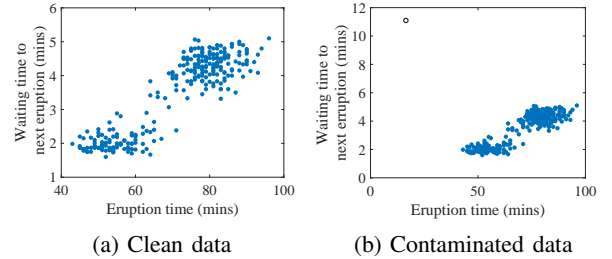 6
5
4
3
2
1
40
60
80
100
Waiting time to
next eruption (mins)
Eruption time (mins)
(a) Clean data
12
10
8
6
4
2
0
0
50
100
Waiting time to
next eruption (mins)
Eruption time (mins)
(b) Contaminated data